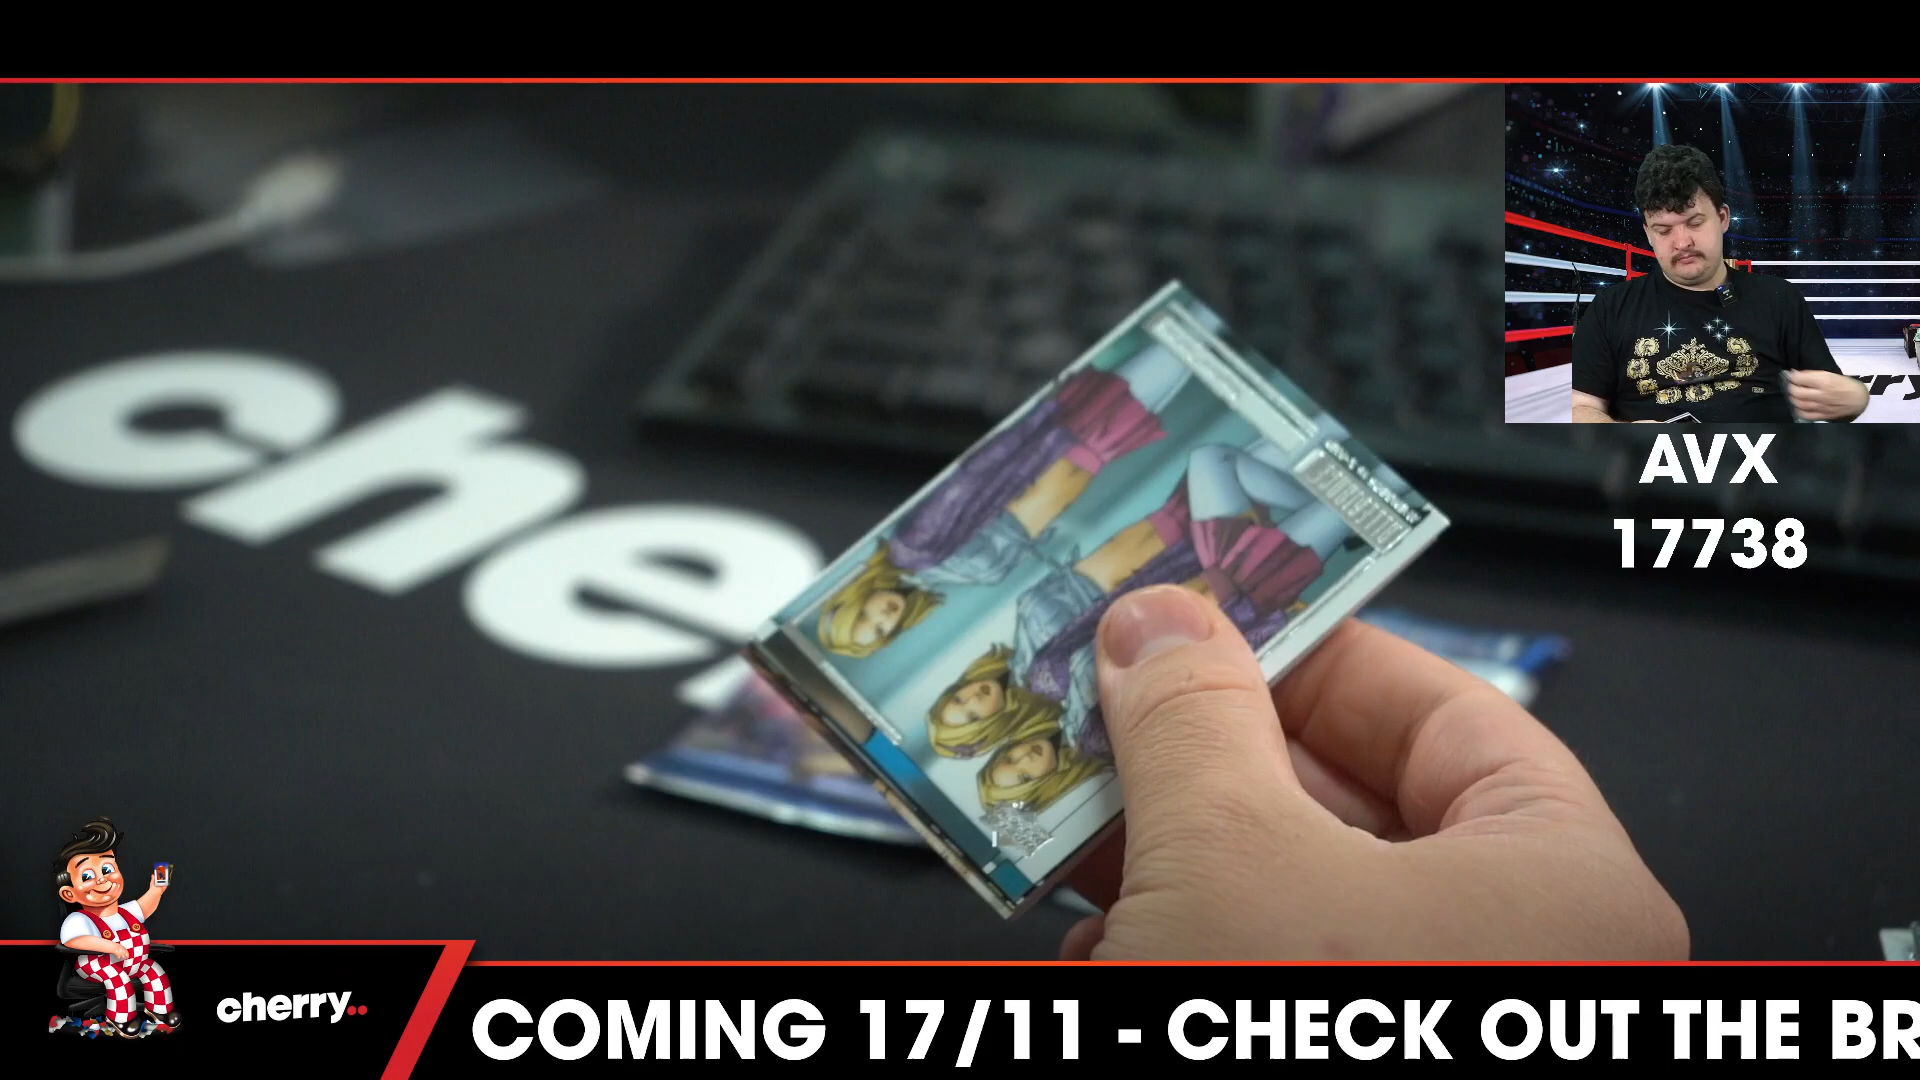 AVX
17738
che
cherry..
COMING 17/11 - CHECK OUT THE BR